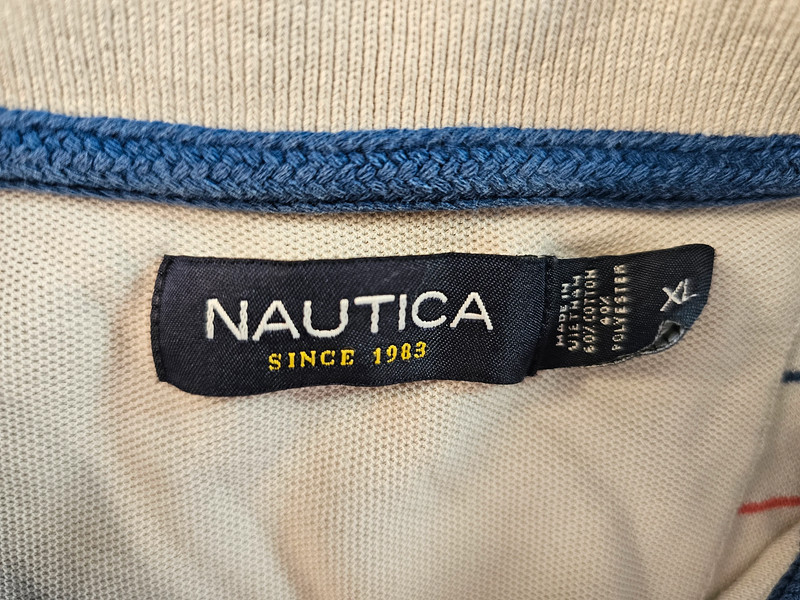 NAUTICA
SINCE 1983
MADE IN
VIETNAM
60% COTTON
40%
POLYESTER
XL